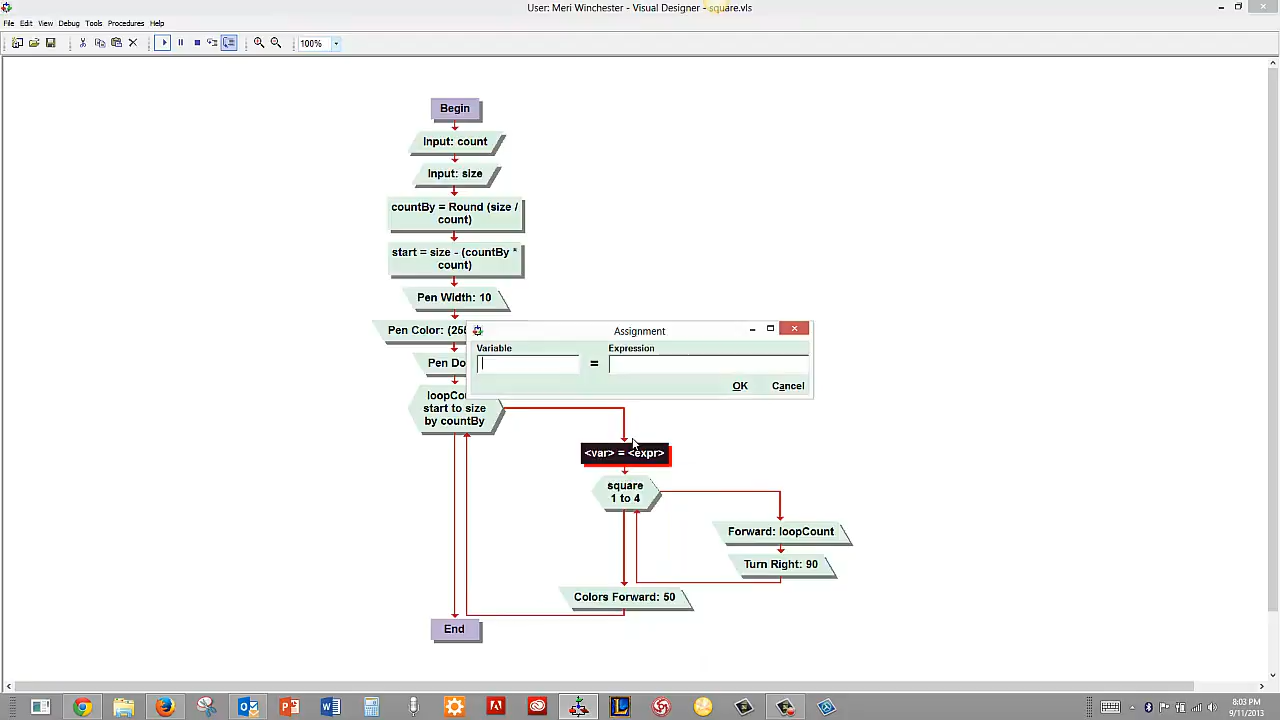 User: Meri Winchester - Visual Designer - square.vls
File Edit View Debug Tools Procedures Help
100%
Begin
Input: count
Input: size
countBy = Round (size /
count)
start = size - (countBy *
count)
Pen Width: 10
Pen Color: (25
Assignment
Variable
Expression
=
Pen Do
OK Cancel
loopCou
start to size
by countBy
<var> = <expr>
square
1 to 4
Forward: loopCount
Turn Right: 90
Colors Forward: 50
End
8:03 PM
9/11/2013